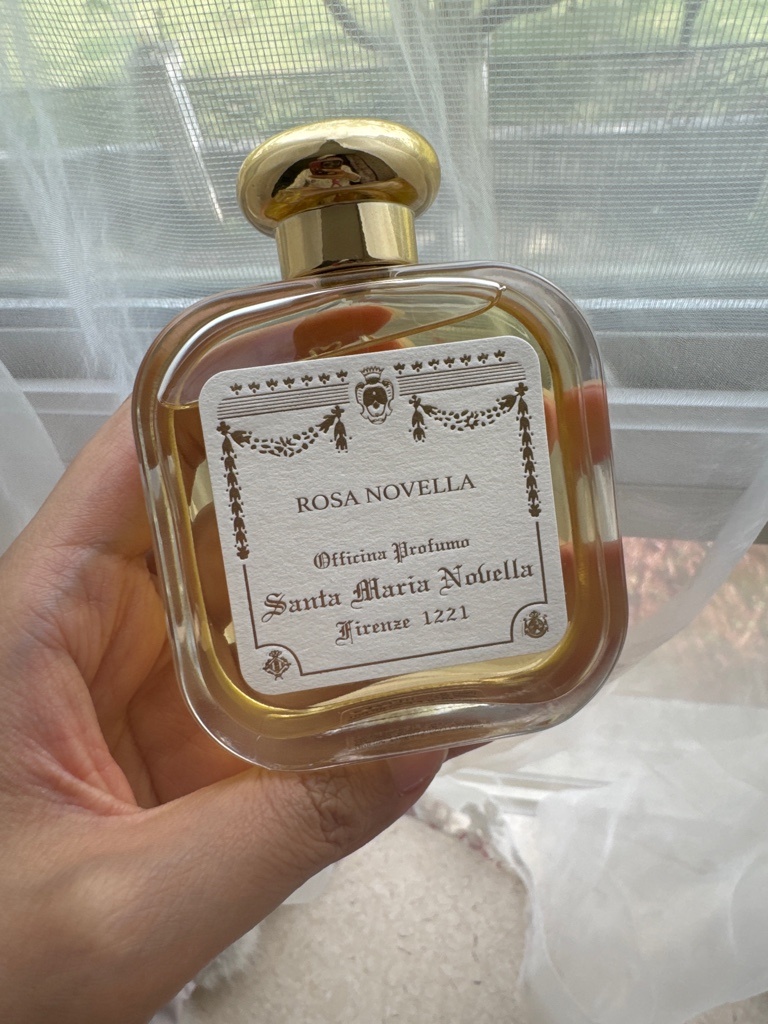 ROSA NOVELLA
Officina Profumo
Santa Maria Novella
Firenze 1221